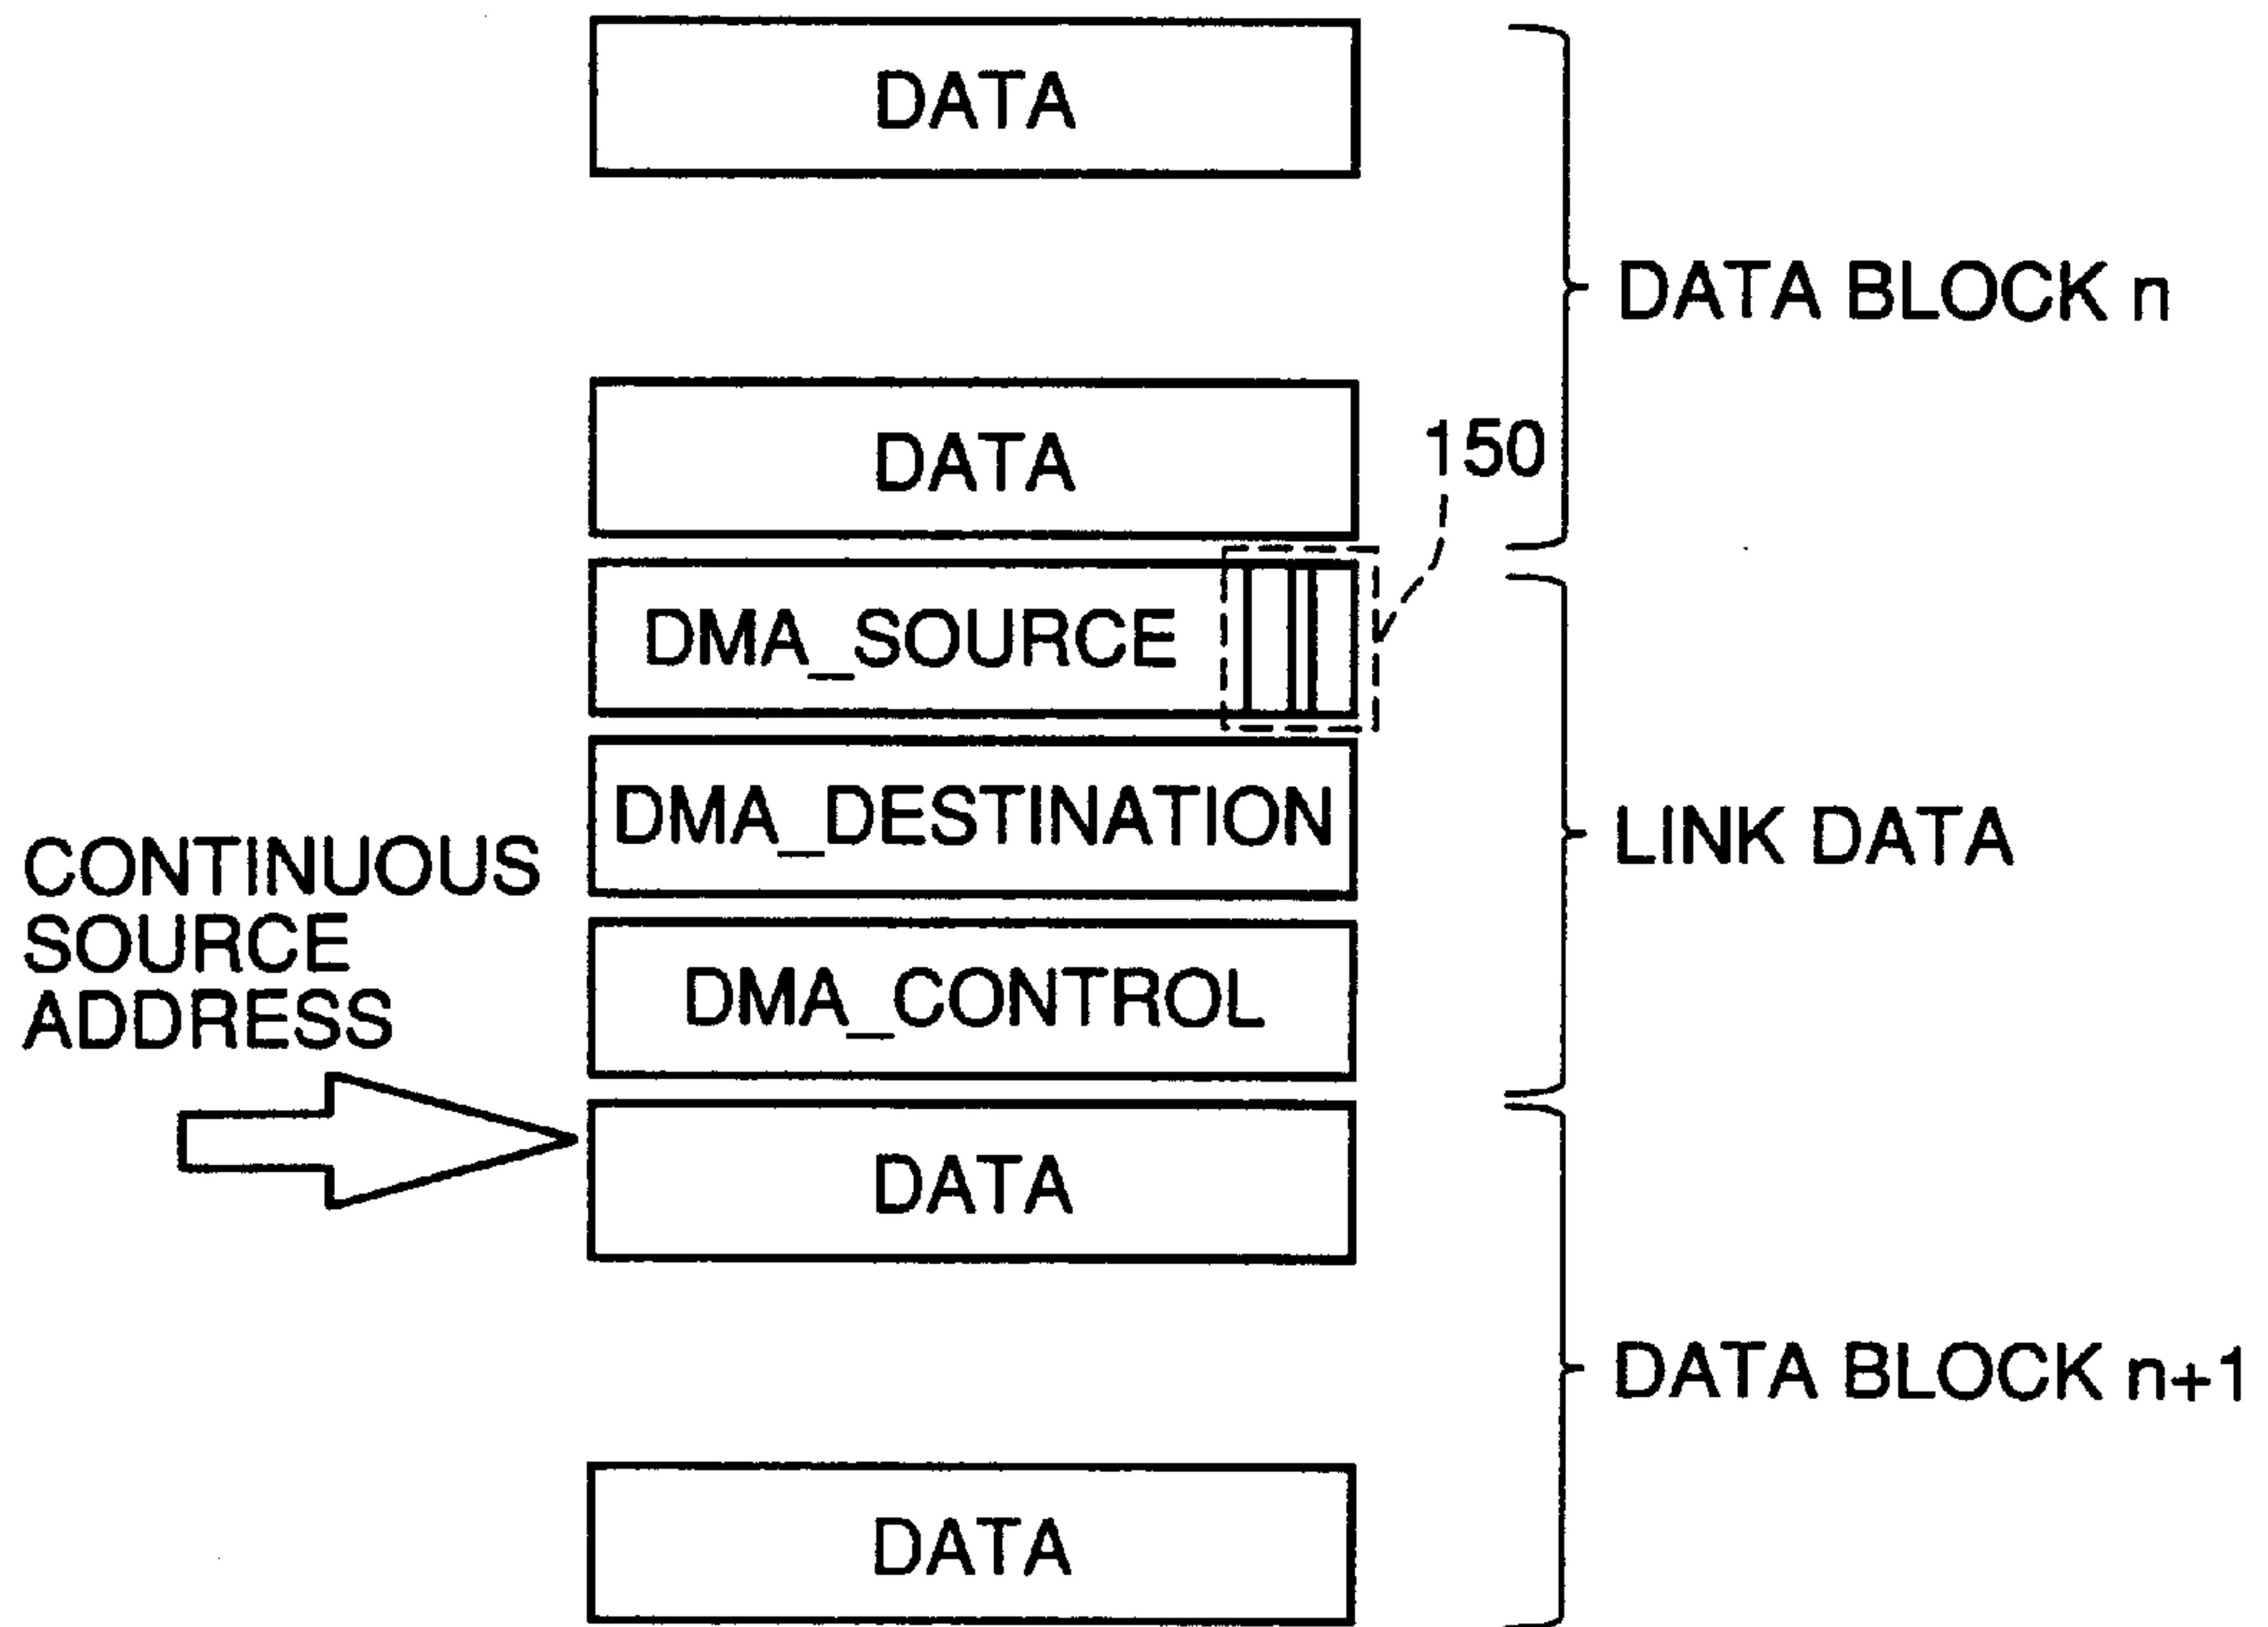 DATA
DATA BLOCK n
DATA
150
DMA_SOURCE
DMA_DESTINATION
LINK DATA
CONTINUOUS
SOURCE
ADDRESS
DMA_CONTROL
DATA
DATA BLOCK n+1
DATA